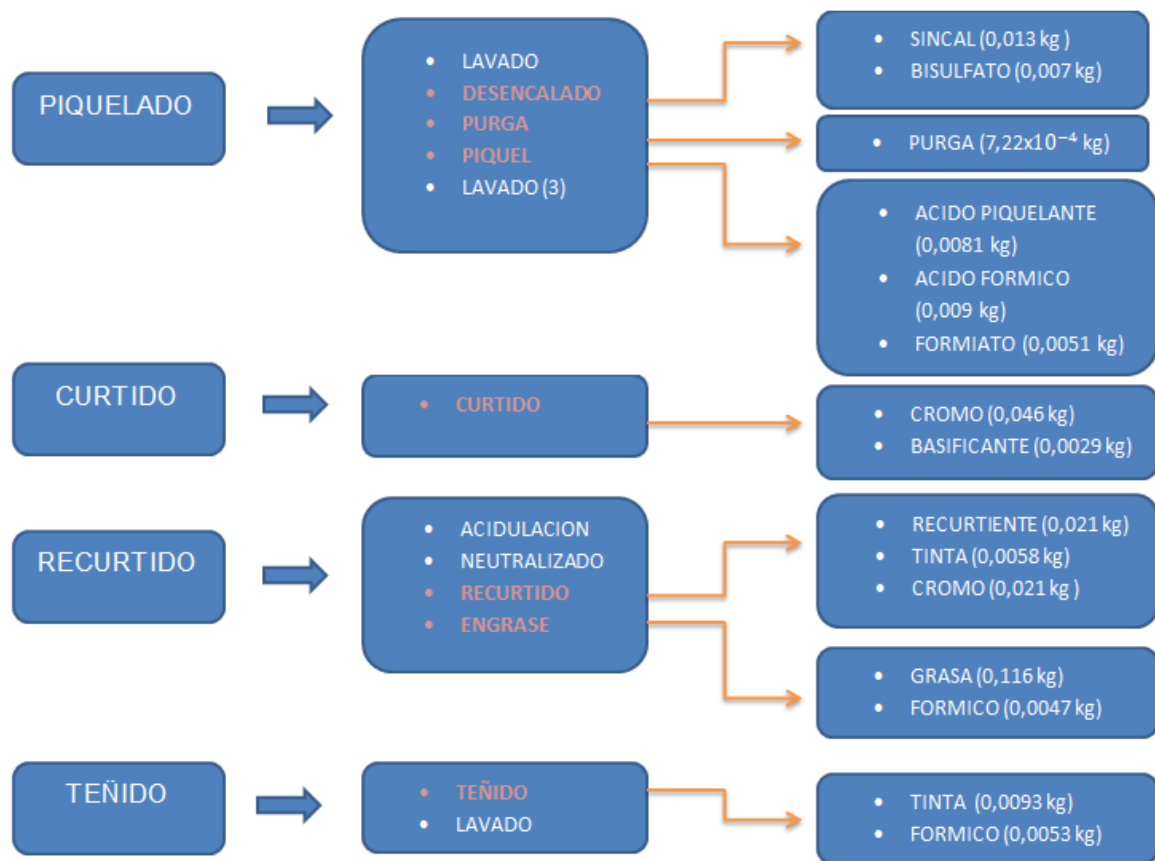 PIQUELADO
• LAVADO
• DESENCALADO
• PURGA
• PIQUEL
• LAVADO (3)
• SINCAL (0,013 kg )
• BISULFATO (0,007 kg)
• PURGA (7,22x10⁻⁴ kg)
• ACIDO PIQUELANTE
(0,0081 kg)
• ACIDO FORMICO
(0,009 kg)
• FORMIATO (0,0051 kg)
CURTIDO
• CURTIDO
• CROMO (0,046 kg)
• BASIFICANTE (0,0029 kg)
RECURTIDO
• ACIDULACION
• NEUTRALIZADO
• RECURTIDO
• ENGRASE
• RECURTIENTE (0,021 kg)
• TINTA (0,0058 kg)
• CROMO (0,021 kg )
• GRASA (0,116 kg)
• FORMICO (0,0047 kg)
TEÑIDO
• TEÑIDO
• LAVADO
• TINTA (0,0093 kg)
• FORMICO (0,0053 kg)